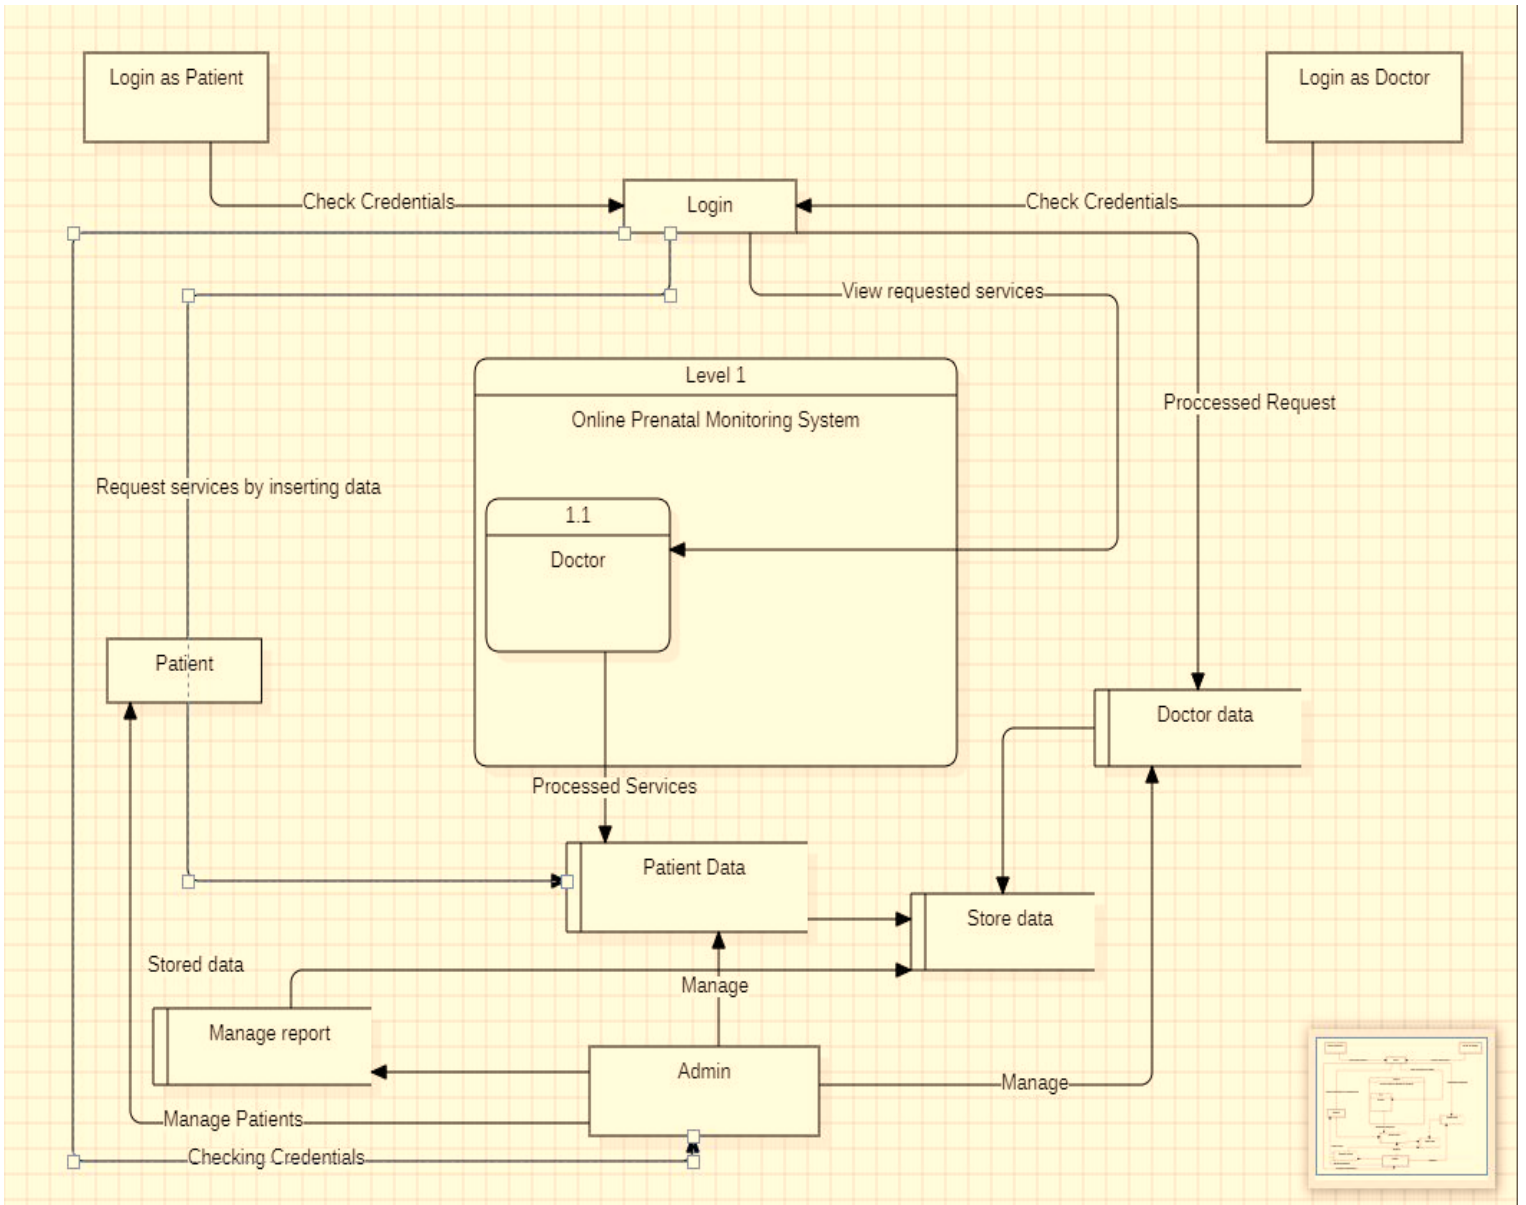 Login as Patient
Login as Doctor
Check Credentials
Login
Check Credentials
View requested services
Level 1
Online Prenatal Monitoring System
Proccessed Request
Request services by inserting data
1.1
Doctor
Patient
Doctor data
Processed Services
Patient Data
Store data
Stored data
Manage
Manage report
Admin
Manage
Manage Patients
Checking Credentials